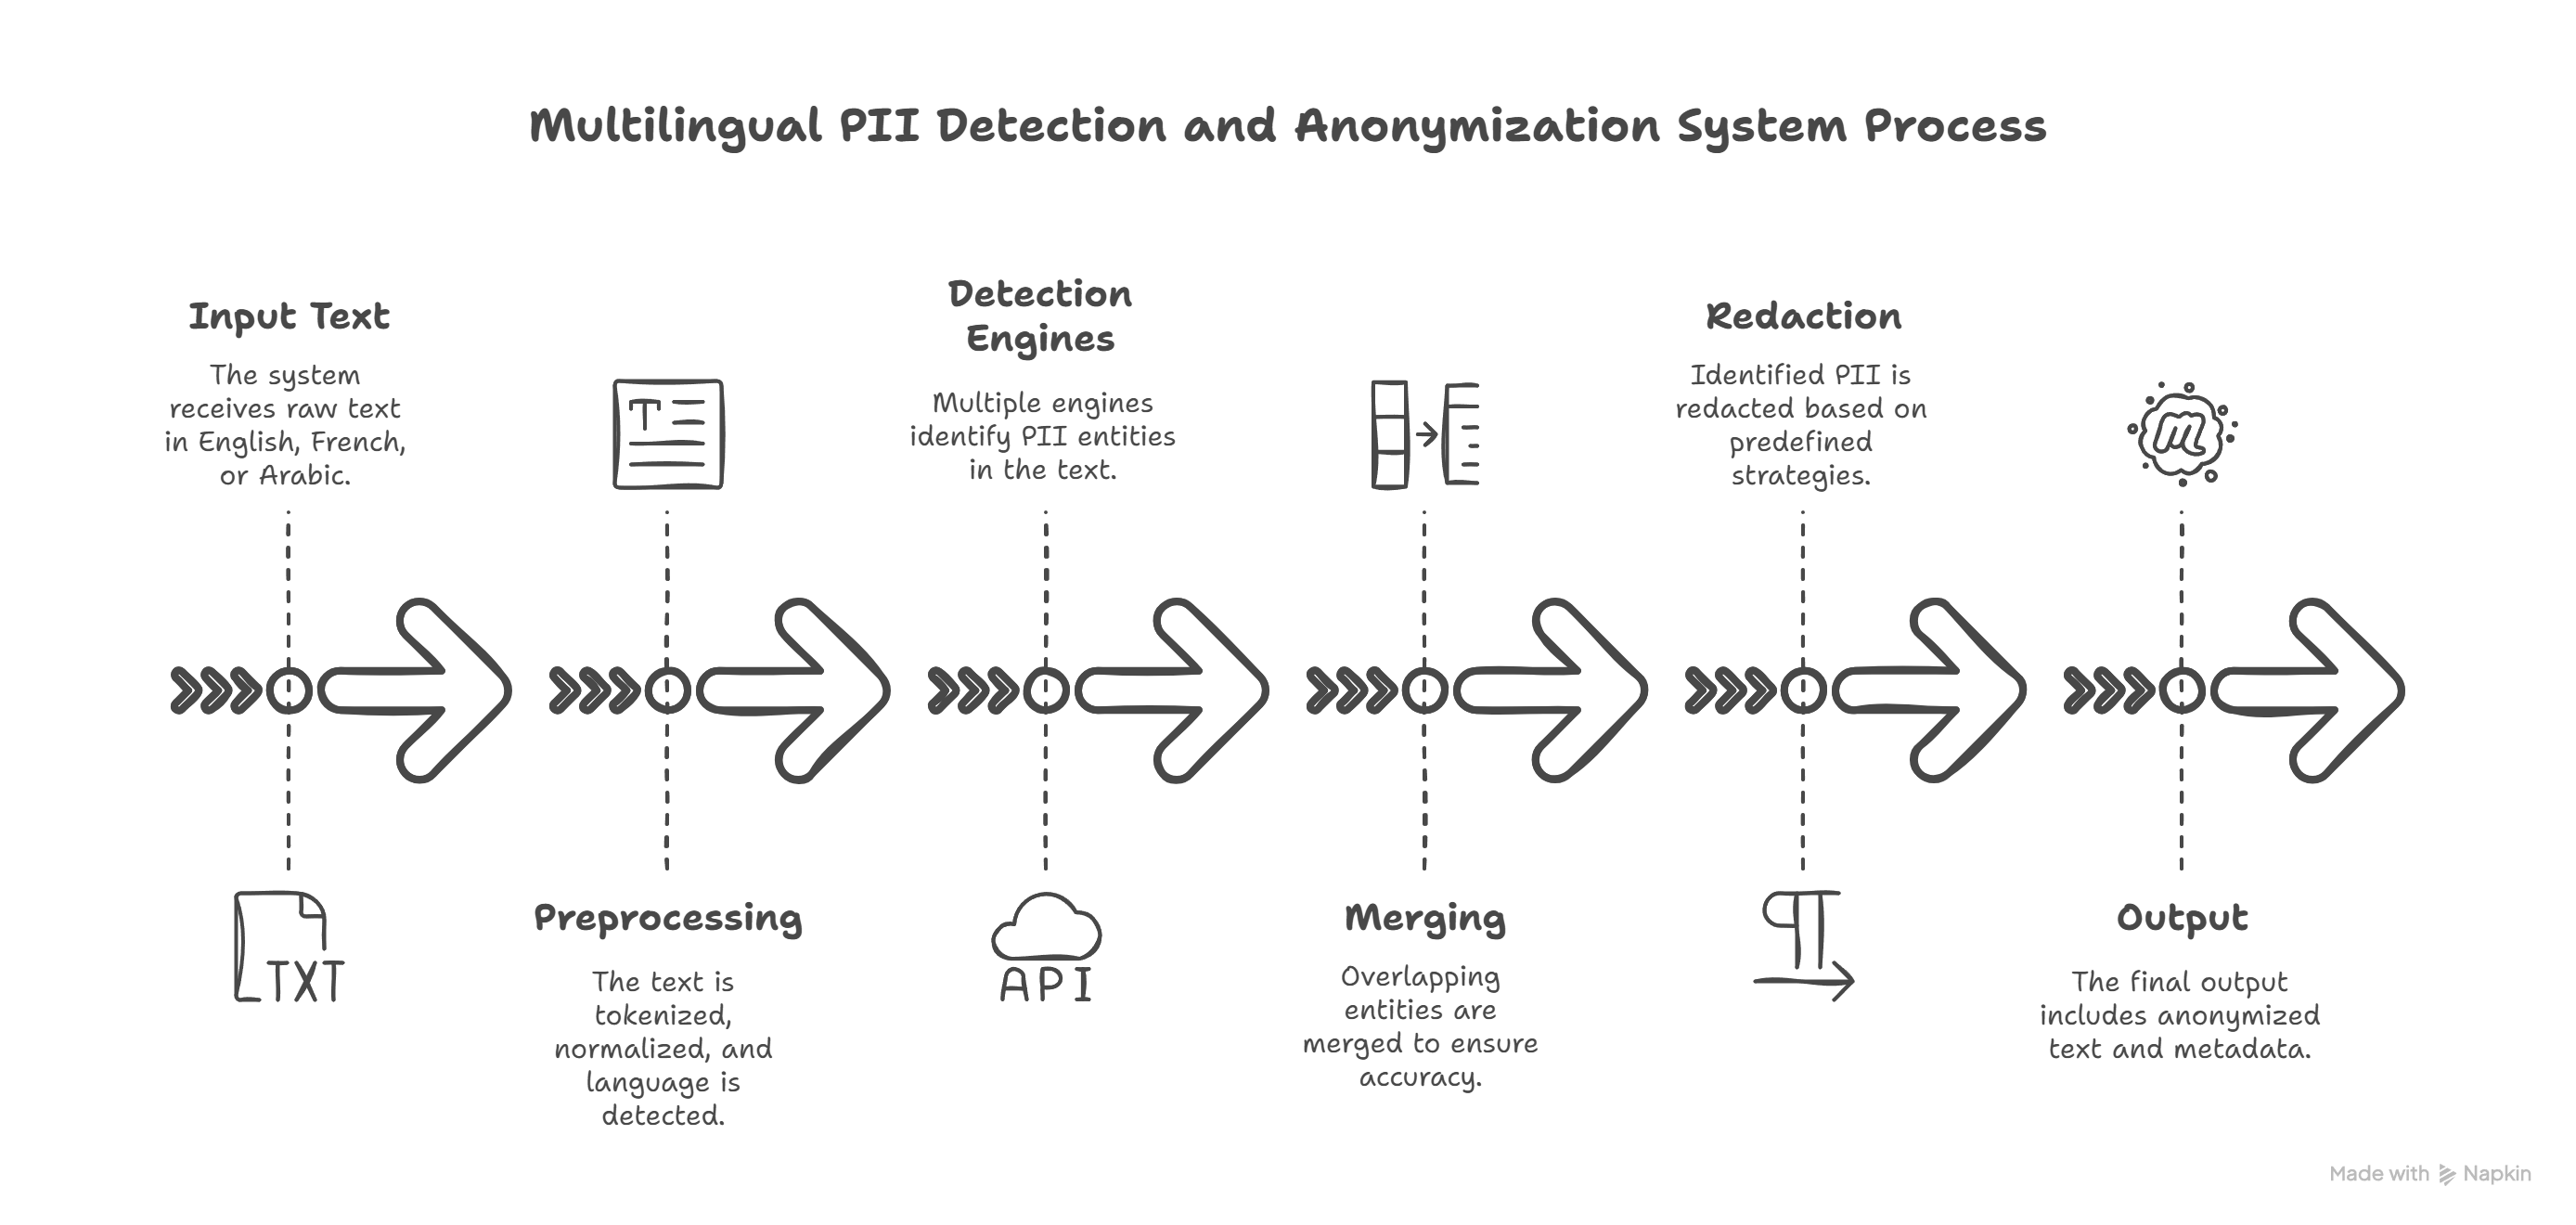 Multilingual PII Detection and Anonymization System Process
Input Text
The system
receives raw text
in English, French,
or Arabic.
TXT
T
Preprocessing
The text is
tokenized,
normalized, and
language is
detected.
Detection
Engines
Multiple engines
identify PII entities
in the text.
API
Merging
Overlapping
entities are
merged to ensure
accuracy.
Redaction
Identified PII is
redacted based on
predefined
strategies.
¶
m
Output
The final output
includes anonymized
text and metadata.
Made with Napkin